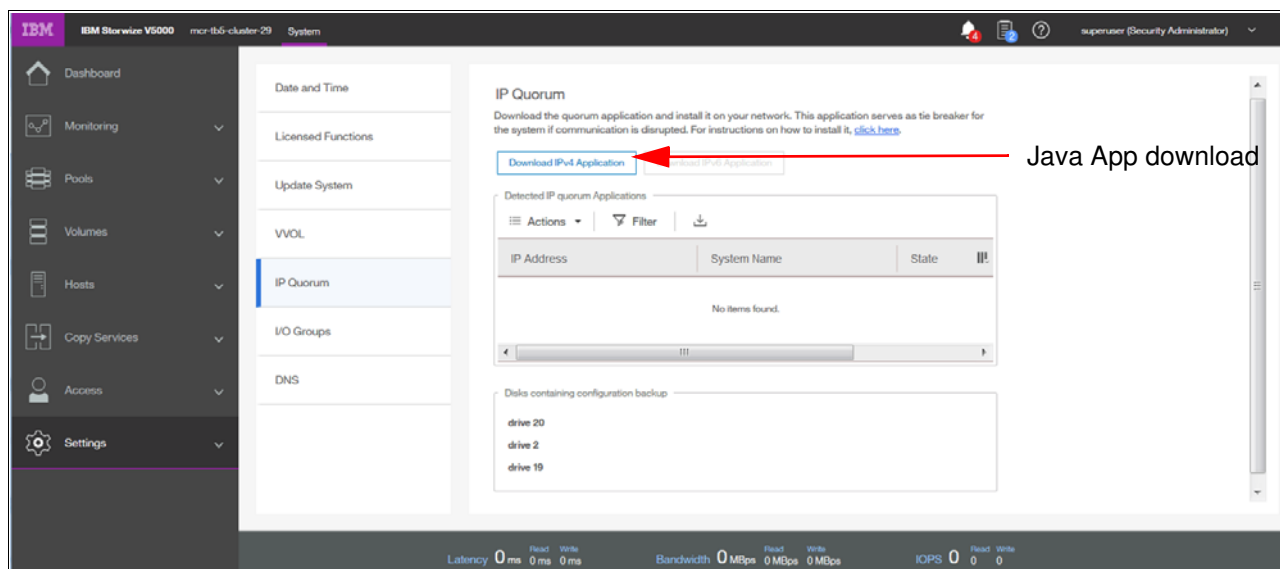 IBM IBM Storwize V5000 mcr-tb5-cluster-29 System 4 2 superuser (Security Administrator)
Dashboard
Monitoring
Pools
Volumes
Hosts
Copy Services
Access
Settings
Date and Time
Licensed Functions
Update System
VVOL
IP Quorum
I/O Groups
DNS
IP Quorum
Download the quorum application and install it on your network. This application serves as tie breaker for
the system if communication is disrupted. For instructions on how to install it, click here.
Download IPv4 Application Download IPv6 Application
Java App download
Detected IP quorum Applications
Actions Filter
IP Address System Name State
No items found.
Disks containing configuration backup
drive 20
drive 2
drive 19
Latency 0 ms Read 0 ms Write 0 ms Bandwidth 0 MBps Read 0 MBps Write 0 MBps IOPS 0 Read 0 Write 0